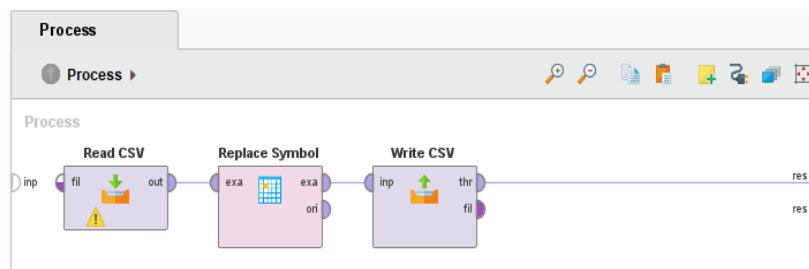 Process
Process
Process
Read CSV
Replace Symbol
Write CSV
inp
fil
out
exa
exa
ori
inp
thr
fil
res
res